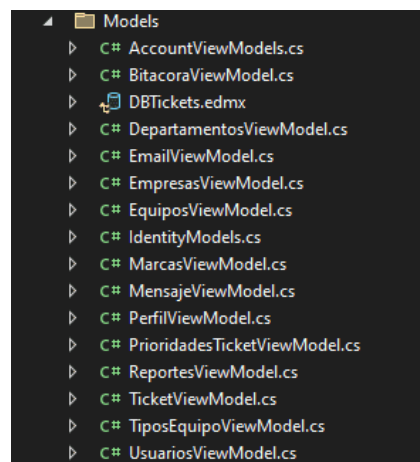 Models
C# AccountViewModels.cs
C# BitacoraViewModel.cs
DBTickets.edmx
C# DepartamentosViewModel.cs
C# EmailViewModel.cs
C# EmpresasViewModel.cs
C# EquiposViewModel.cs
C# IdentityModels.cs
C# MarcasViewModel.cs
C# MensajeViewModel.cs
C# PerfilViewModel.cs
C# PrioridadesTicketViewModel.cs
C# ReportesViewModel.cs
C# TicketViewModel.cs
C# TiposEquipoViewModel.cs
C# UsuariosViewModel.cs